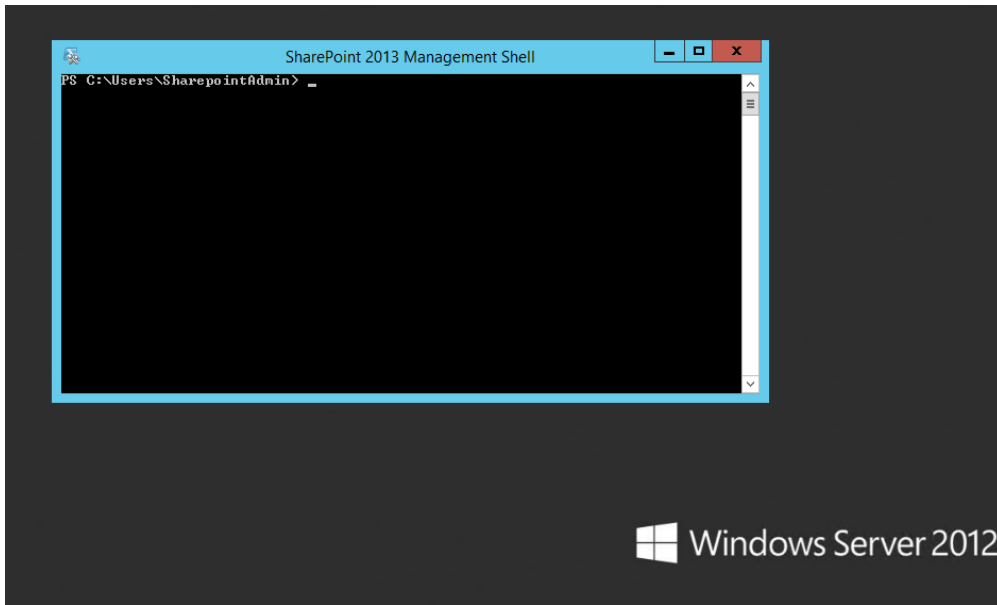 SharePoint 2013 Management Shell
PS C:\Users\SharepointAdmin> _
Windows Server 2012